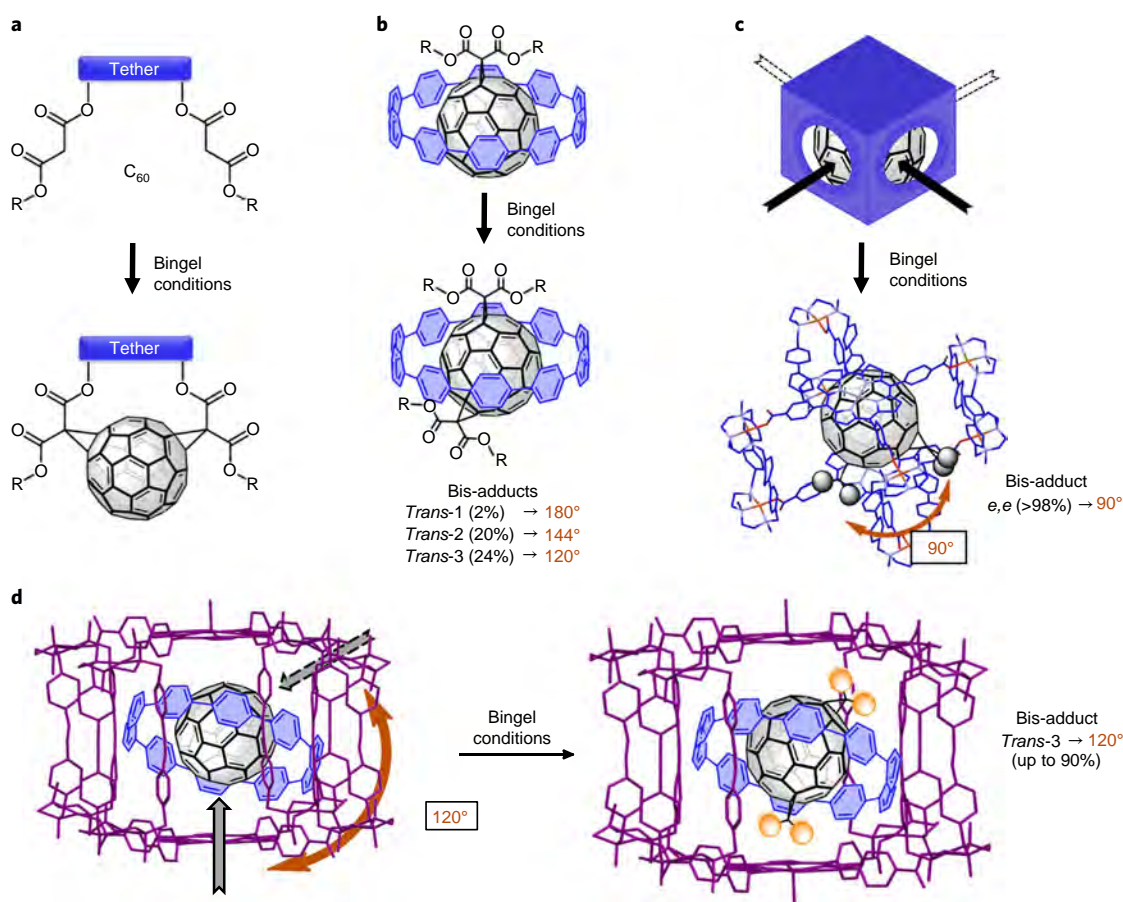 a
Tether
O
O
O
O
O
O
O
O
R
R
C60
Bingel
conditions
Tether
O
O
O
O
O
O
O
O
R
R
b
R
O
O
O
O
R
Bingel
conditions
R
O
O
O
O
R
R
O
O
O
O
R
Bis-adducts
Trans-1 (2%) → 180°
Trans-2 (20%) → 144°
Trans-3 (24%) → 120°
c
Bingel
conditions
Bis-adduct
e,e (>98%) → 90°
90°
d
120°
Bingel
conditions
Bis-adduct
Trans-3 → 120°
(up to 90%)